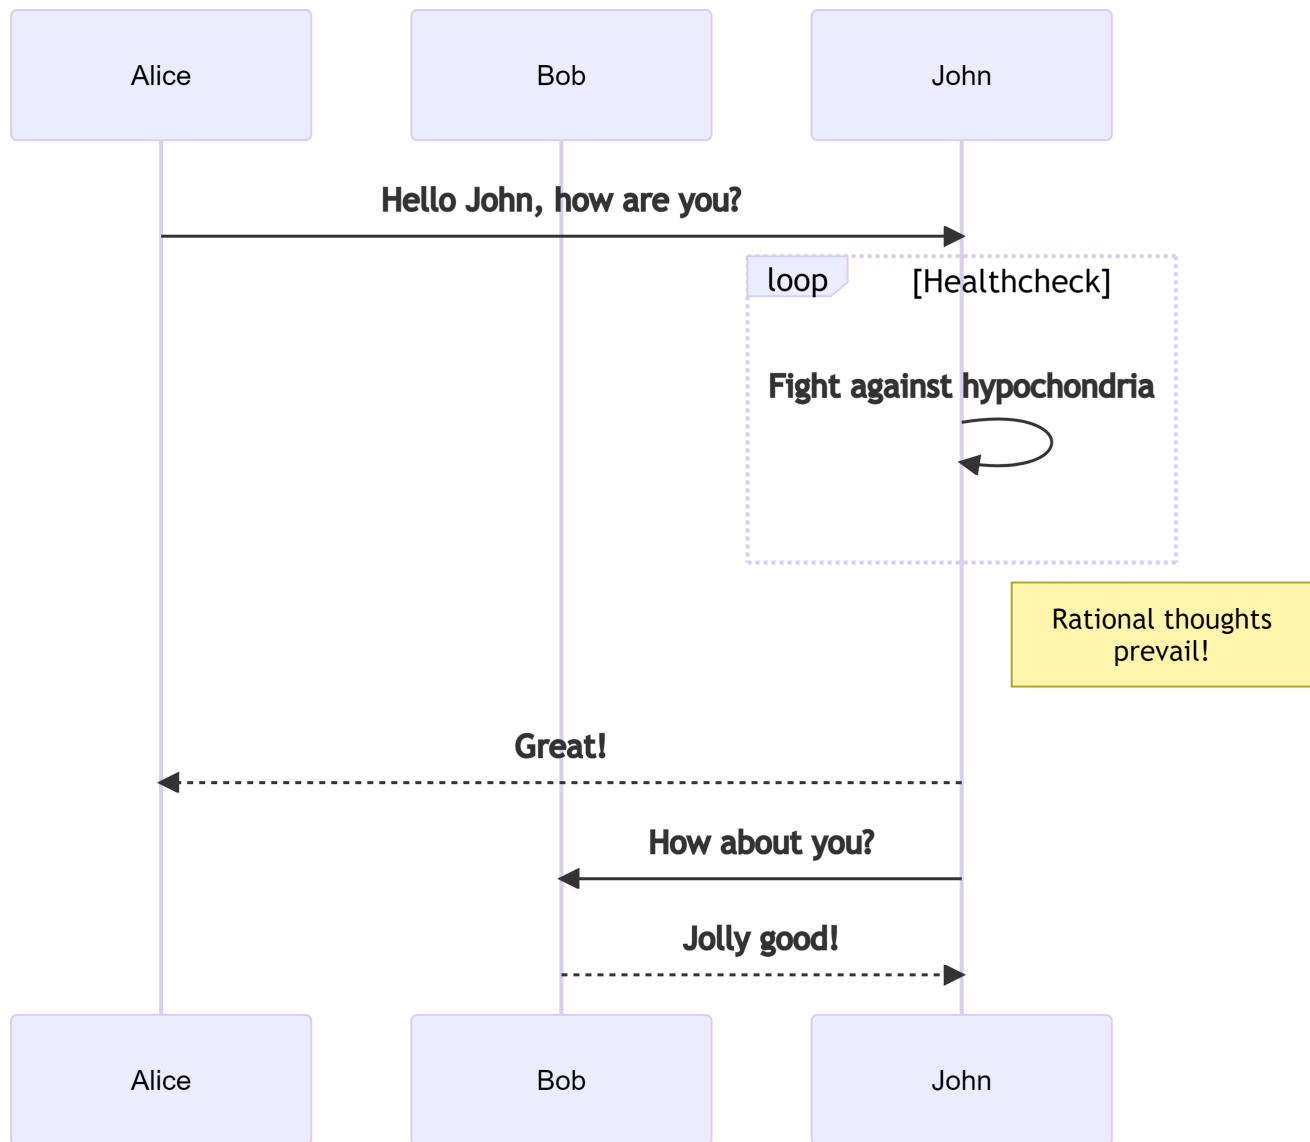 Alice
Bob
John
Hello John, how are you?
loop
[Healthcheck]
Fight against hypochondria
Rational thoughts
prevail!
Great!
How about you?
Jolly good!
Alice
Bob
John